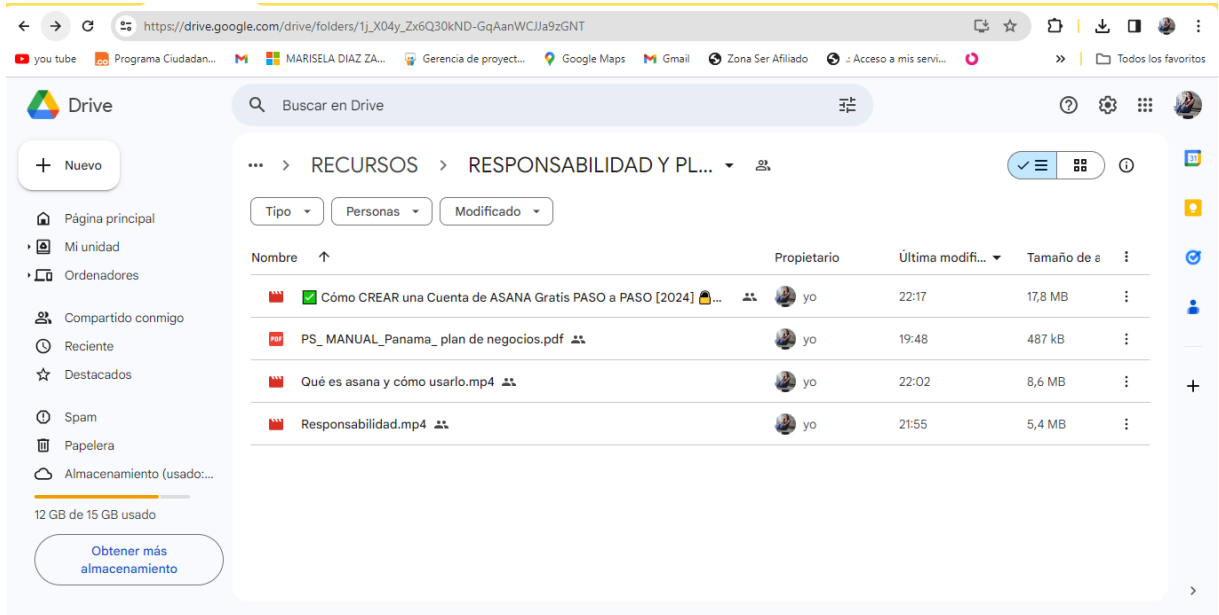 https://drive.google.com/drive/folders/1j_X04y_Zx6Q30kND-GqAanWCJJa9zGNT
you tube Programa Ciudadan... MARISELA DIAZ ZA... Gerencia de proyect... Google Maps Gmail Zona Ser Afiliado .: Acceso a mis servi... » Todos los favoritos
Drive
Buscar en Drive
Nuevo
... > RECURSOS > RESPONSABILIDAD Y PL...
Tipo Personas Modificado
Página principal
Mi unidad
Ordenadores
Compartido conmigo
Reciente
Destacados
Spam
Papelera
Almacenamiento (usado:...
12 GB de 15 GB usado
Obtener más
almacenamiento
Nombre Propietario Última modifi... Tamaño de a
Cómo CREAR una Cuenta de ASANA Gratis PASO a PASO [2024] ... yo 22:17 17,8 MB
PDF PS_ MANUAL_Panama_ plan de negocios.pdf yo 19:48 487 kB
Qué es asana y cómo usarlo.mp4 yo 22:02 8,6 MB
Responsabilidad.mp4 yo 21:55 5,4 MB
31